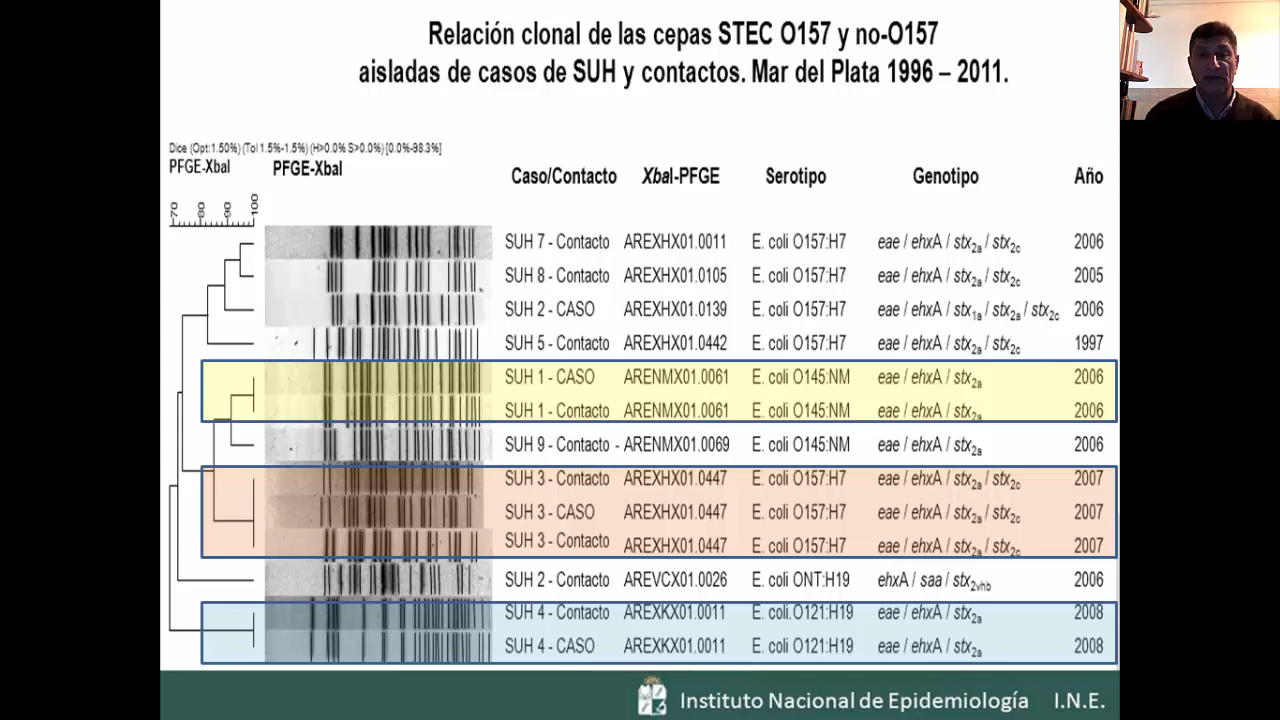 Relación clonal de las cepas STEC O157 y no-O157
aisladas de casos de SUH y contactos. Mar del Plata 1996 – 2011.
Dice (Opt:1.50%) (Tol 1.5%-1.5%) (H>0.0% S>0.0%) [0.0%-98.3%]
PFGE-XbaI PFGE-XbaI
Caso/Contacto XbaI-PFGE Serotipo Genotipo Año
70 80 90 100
SUH 7 - Contacto AREXHX01.0011 E. coli O157:H7 eae / ehxA / stx2a / stx2c 2006
SUH 8 - Contacto AREXHX01.0105 E. coli O157:H7 eae / ehxA / stx2a / stx2c 2005
SUH 2 - CASO AREXHX01.0139 E. coli O157:H7 eae / ehxA / stx1a / stx2a / stx2c 2006
SUH 5 - Contacto AREXHX01.0442 E. coli O157:H7 eae / ehxA / stx2a / stx2c 1997
SUH 1 - CASO ARENMX01.0061 E. coli O145:NM eae / ehxA / stx2a 2006
SUH 1 - Contacto ARENMX01.0061 E. coli O145:NM eae / ehxA / stx2a 2006
SUH 9 - Contacto - ARENMX01.0069 E. coli O145:NM eae / ehxA / stx2a 2006
SUH 3 - Contacto AREXHX01.0447 E. coli O157:H7 eae / ehxA / stx2a / stx2c 2007
SUH 3 - CASO AREXHX01.0447 E. coli O157:H7 eae / ehxA / stx2a / stx2c 2007
SUH 3 - Contacto AREXHX01.0447 E. coli O157:H7 eae / ehxA / stx2a / stx2c 2007
SUH 2 - Contacto AREVCX01.0026 E. coli ONT:H19 ehxA / saa / stx2vhb 2006
SUH 4 - Contacto AREXKX01.0011 E. coli O121:H19 eae / ehxA / stx2a 2008
SUH 4 - CASO AREXKX01.0011 E. coli O121:H19 eae / ehxA / stx2a 2008
Instituto Nacional de Epidemiología I.N.E.